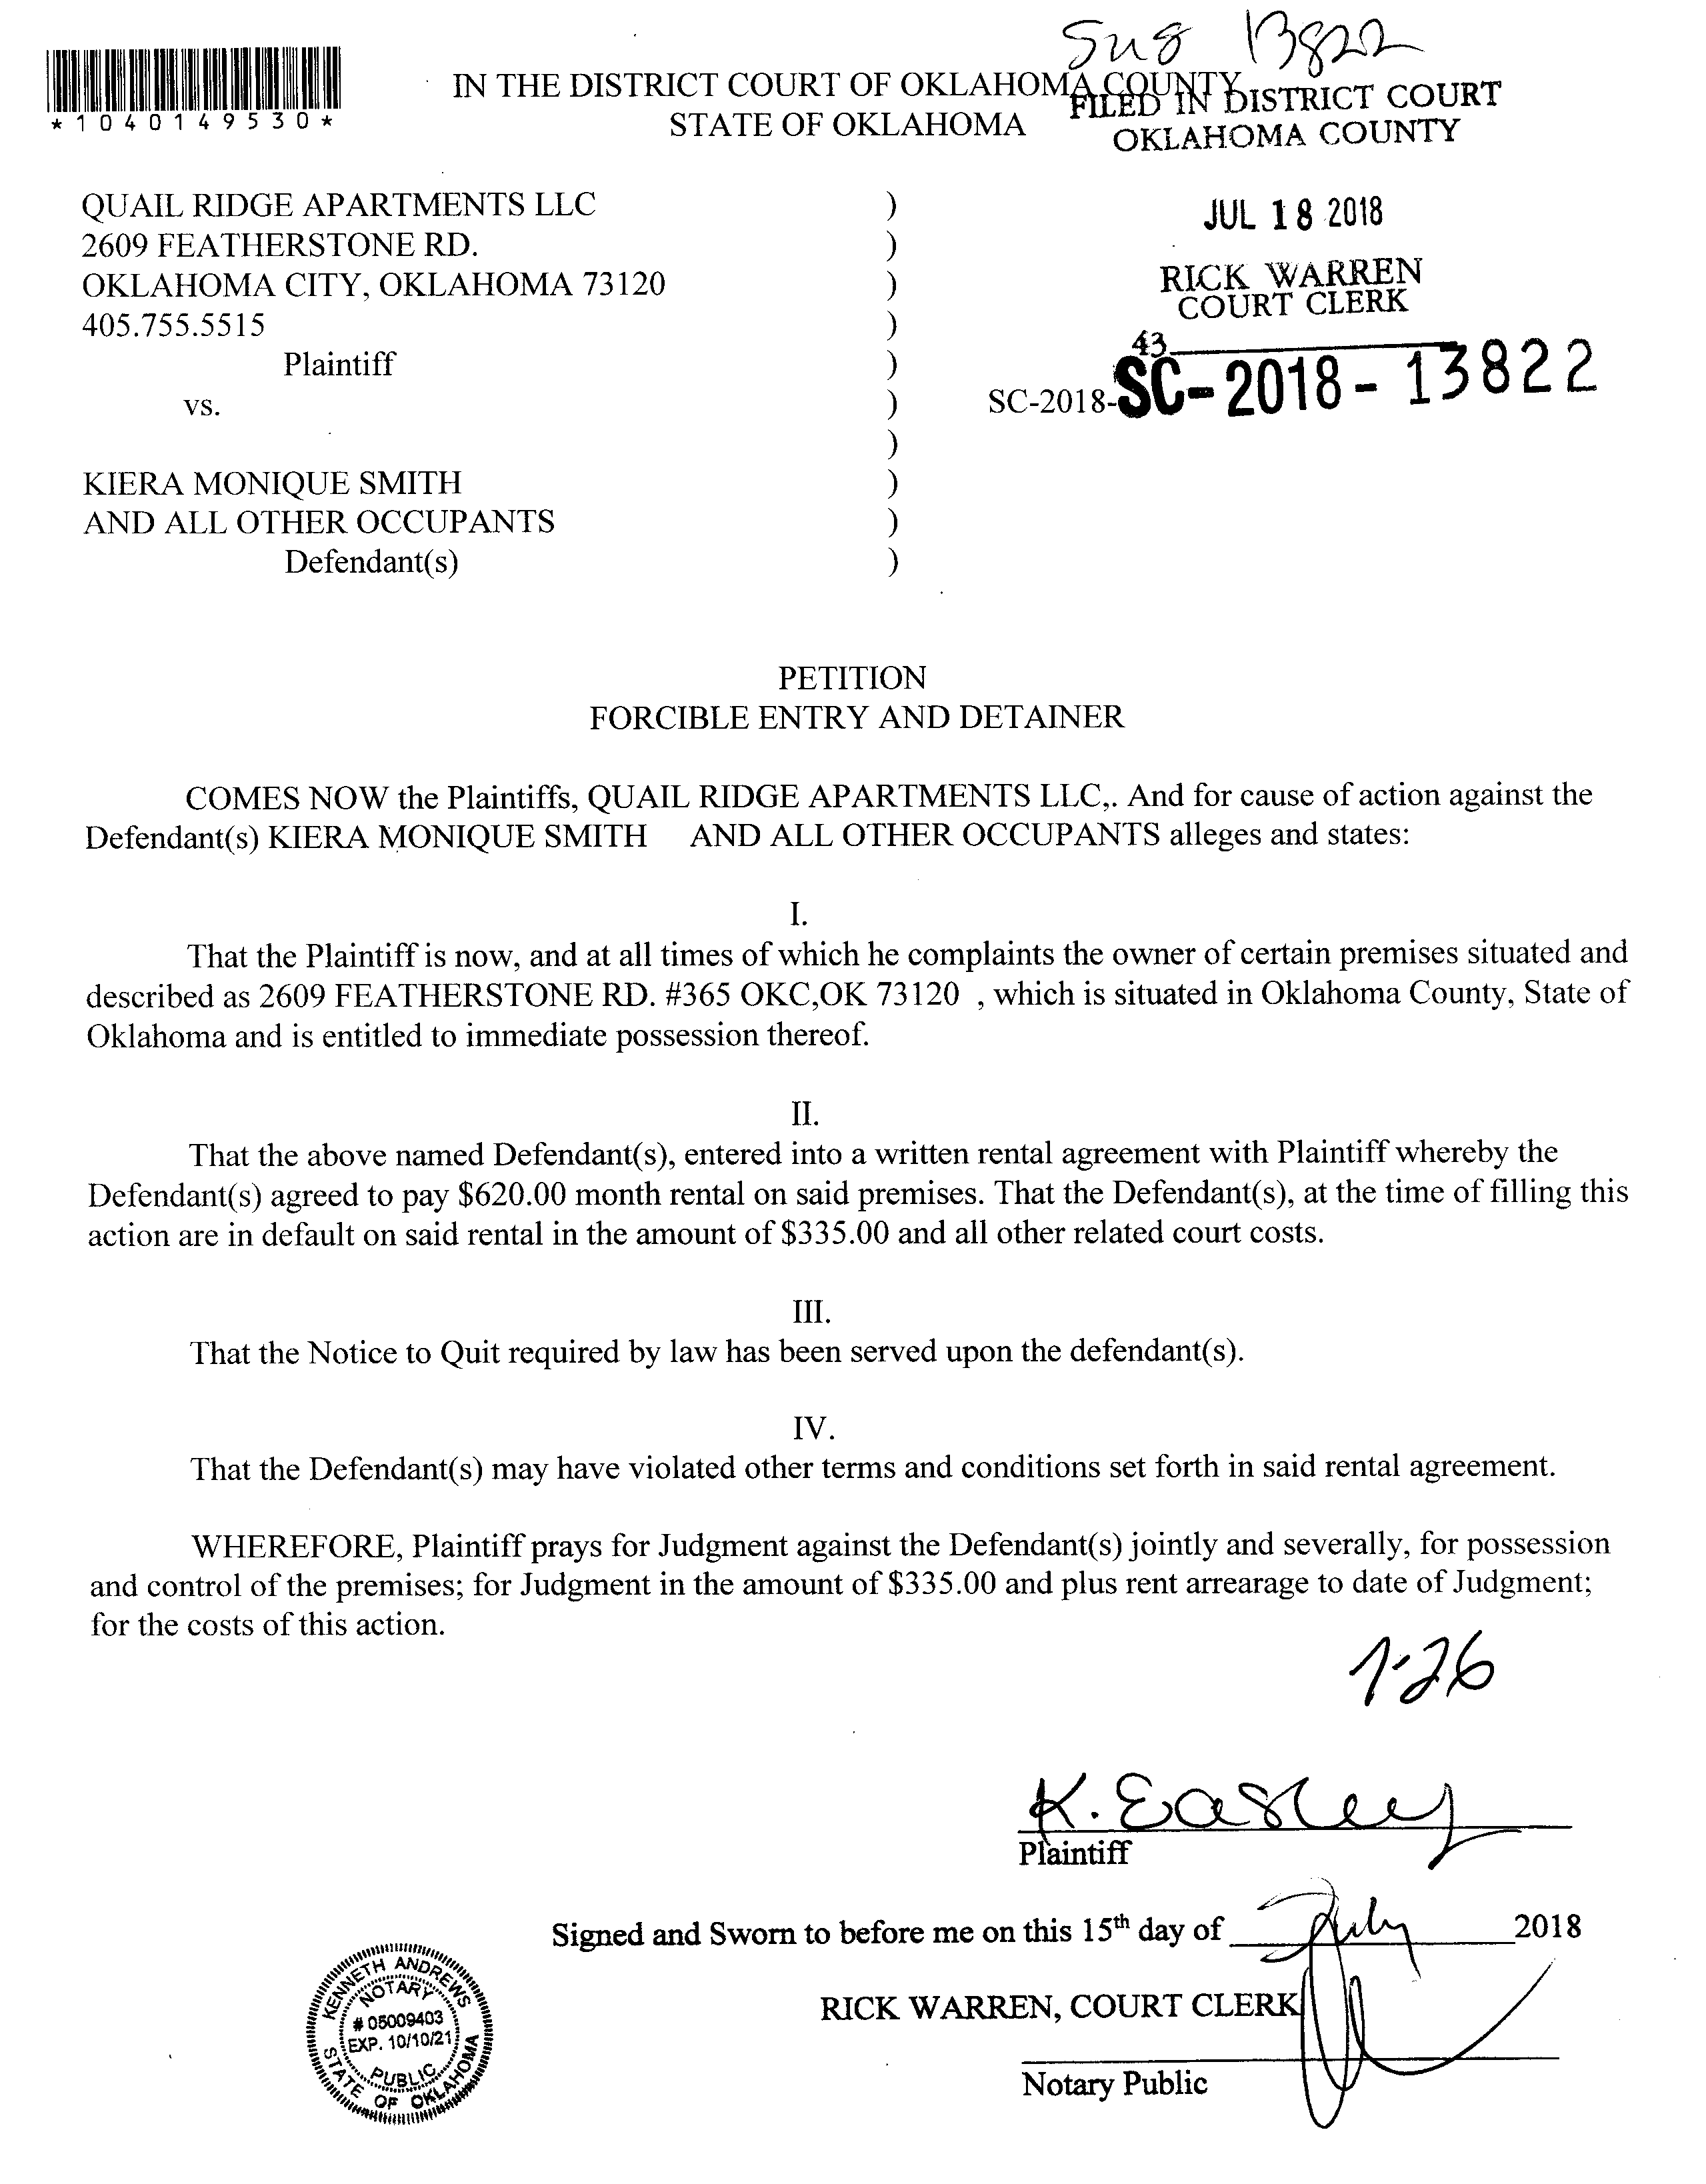 Sug 13822
*1040149530*
IN THE DISTRICT COURT OF OKLAHOMA COUNTY
STATE OF OKLAHOMA
FILED IN DISTRICT COURT
OKLAHOMA COUNTY
JUL 18 2018
RICK WARREN
COURT CLERK
43
SC-2018-SC-2018-13822
QUAIL RIDGE APARTMENTS LLC )
2609 FEATHERSTONE RD. )
OKLAHOMA CITY, OKLAHOMA 73120 )
405.755.5515 )
Plaintiff )
vs. )
)
KIERA MONIQUE SMITH )
AND ALL OTHER OCCUPANTS )
Defendant(s) )
PETITION
FORCIBLE ENTRY AND DETAINER
COMES NOW the Plaintiffs, QUAIL RIDGE APARTMENTS LLC,. And for cause of action against the
Defendant(s) KIERA MONIQUE SMITH AND ALL OTHER OCCUPANTS alleges and states:
I.
That the Plaintiff is now, and at all times of which he complaints the owner of certain premises situated and
described as 2609 FEATHERSTONE RD. #365 OKC,OK 73120 , which is situated in Oklahoma County, State of
Oklahoma and is entitled to immediate possession thereof.
II.
That the above named Defendant(s), entered into a written rental agreement with Plaintiff whereby the
Defendant(s) agreed to pay $620.00 month rental on said premises. That the Defendant(s), at the time of filling this
action are in default on said rental in the amount of $335.00 and all other related court costs.
III.
That the Notice to Quit required by law has been served upon the defendant(s).
IV.
That the Defendant(s) may have violated other terms and conditions set forth in said rental agreement.
WHEREFORE, Plaintiff prays for Judgment against the Defendant(s) jointly and severally, for possession
and control of the premises; for Judgment in the amount of $335.00 and plus rent arrearage to date of Judgment;
for the costs of this action.
7-26
K. Easley
Plaintiff
Signed and Sworn to before me on this 15th day of July 2018
RICK WARREN, COURT CLERK
Notary Public
KENNETH ANDREWS
NOTARY
# 05009403
EXP. 10/10/21
PUBLIC
STATE OF OKLAHOMA